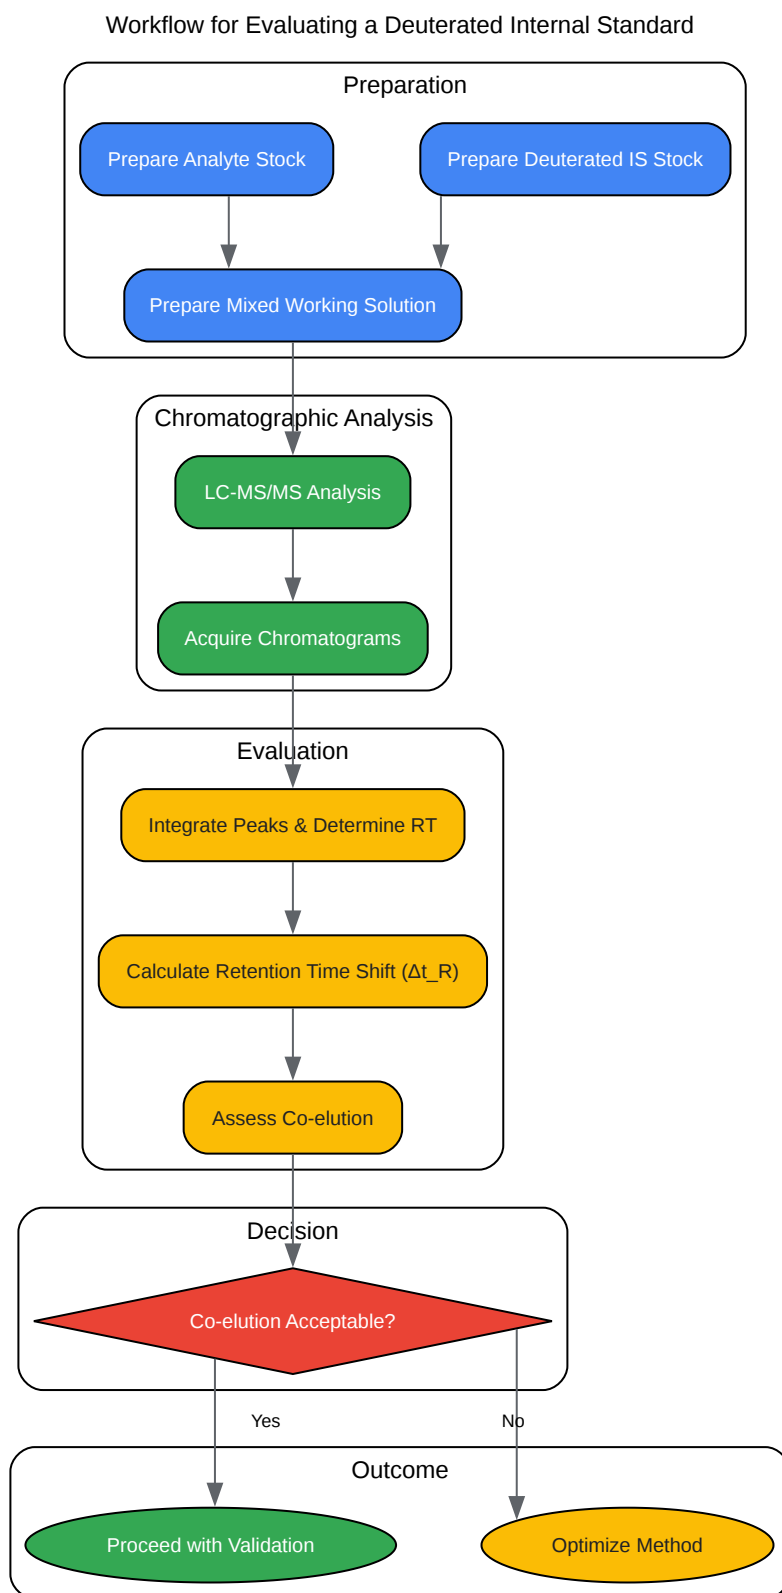 Workflow for Evaluating a Deuterated Internal Standard
Preparation
Prepare Analyte Stock
Prepare Deuterated IS Stock
Prepare Mixed Working Solution
Chromatographic Analysis
LC-MS/MS Analysis
Acquire Chromatograms
Evaluation
Integrate Peaks & Determine RT
Calculate Retention Time Shift (Δt_R)
Assess Co-elution
Decision
Co-elution Acceptable?
Yes
No
Outcome
Proceed with Validation
Optimize Method